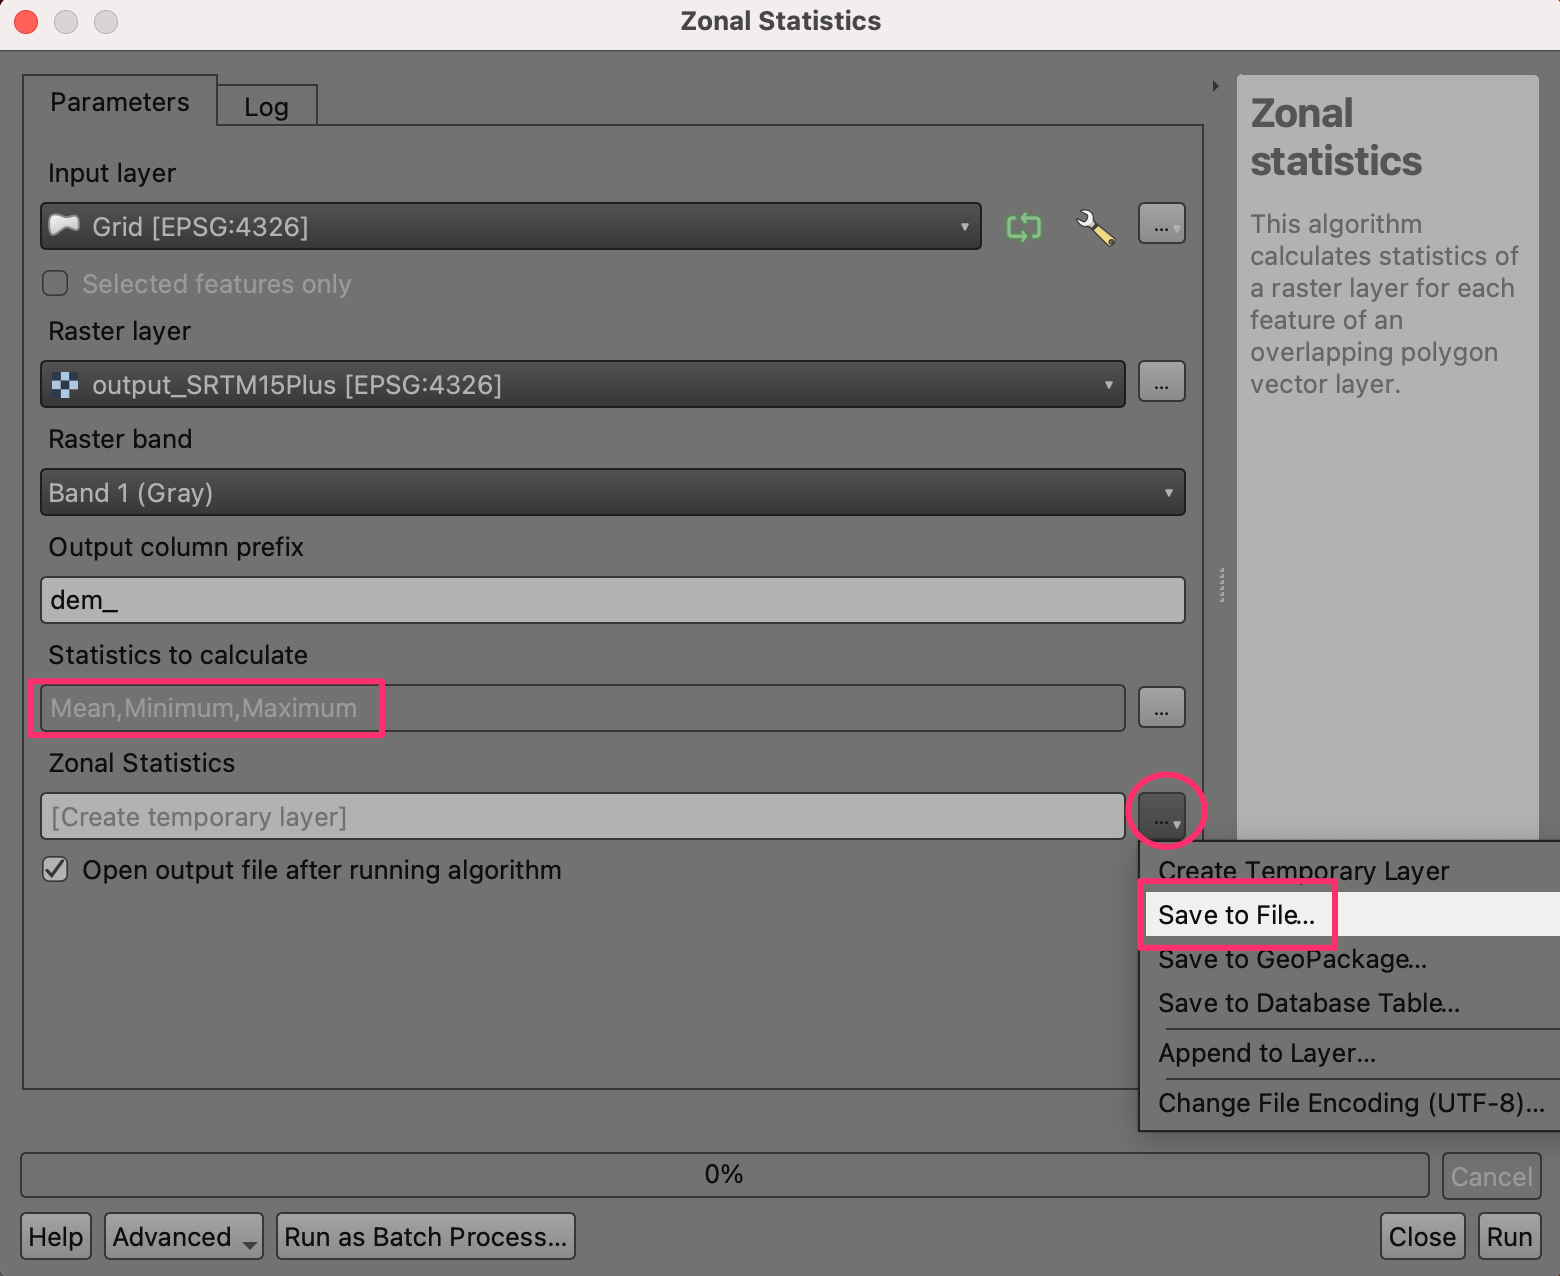 Zonal Statistics
Parameters
Log
Input layer
Grid [EPSG:4326]
...
Selected features only
Raster layer
output_SRTM15Plus [EPSG:4326]
...
Raster band
Band 1 (Gray)
Output column prefix
dem_
Statistics to calculate
Mean,Minimum,Maximum
...
Zonal Statistics
[Create temporary layer]
...
Open output file after running algorithm
Zonal
statistics
This algorithm
calculates statistics of
a raster layer for each
feature of an
overlapping polygon
vector layer.
Create Temporary Layer
Save to File...
Save to GeoPackage...
Save to Database Table...
Append to Layer...
Change File Encoding (UTF-8)...
0%
Cancel
Help
Advanced
Run as Batch Process...
Close
Run